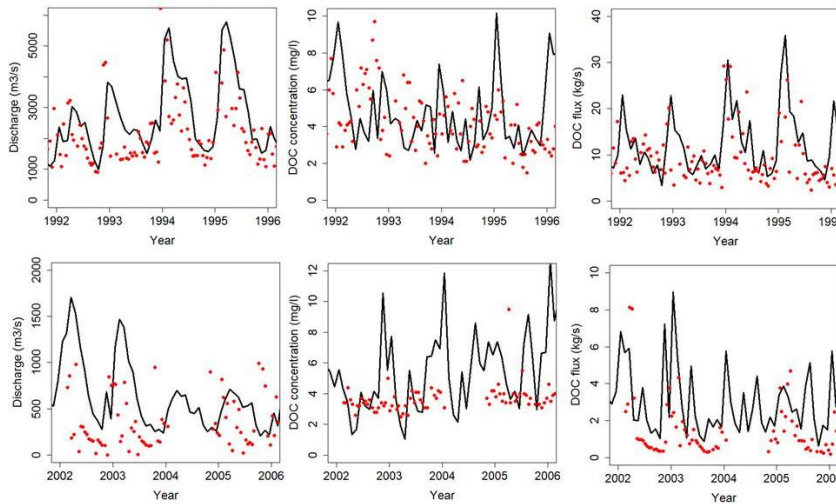 Discharge (m3/s)
0 1000 3000 5000
1992 1993 1994 1995 1996
Year
DOC concentration (mg/l)
0 2 4 6 8 10
1992 1993 1994 1995 1996
Year
DOC flux (kg/s)
0 10 20 30 40
1992 1993 1994 1995
Year
Discharge (m3/s)
0 500 1000 1500 2000
2002 2003 2004 2005 2006
Year
DOC concentration (mg/l)
0 2 4 6 8 10 12
2002 2003 2004 2005 2006
Year
DOC flux (kg/s)
0 2 4 6 8 10
2002 2003 2004 2005
Year